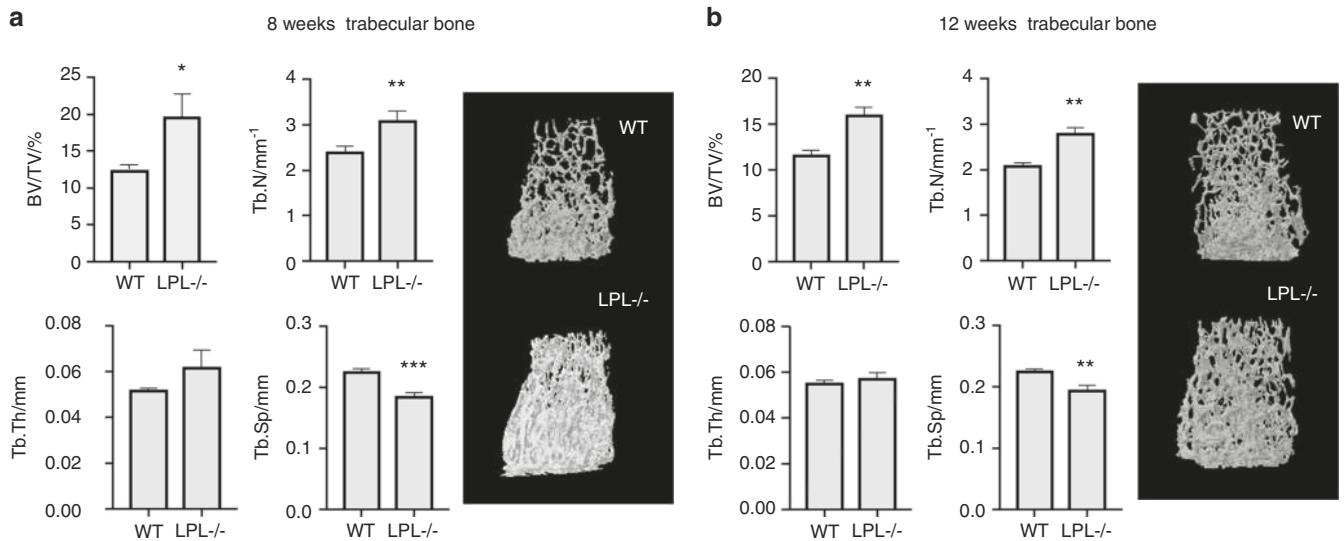 a
8 weeks trabecular bone
BV/TV/%
25
20
15
10
5
0
*
WT LPL-/-
Tb.N/mm-1
4
3
2
1
0
**
WT LPL-/-
Tb.Th/mm
0.08
0.06
0.04
0.02
0.00
WT LPL-/-
Tb.Sp/mm
0.3
0.2
0.1
0.0
***
WT LPL-/-
WT
LPL-/-
b
12 weeks trabecular bone
BV/TV/%
20
15
10
5
0
**
WT LPL-/-
Tb.N/mm-1
4
3
2
1
0
**
WT LPL-/-
Tb.Th/mm
0.08
0.06
0.04
0.02
0.00
WT LPL-/-
Tb.Sp/mm
0.3
0.2
0.1
0.0
**
WT LPL-/-
WT
LPL-/-